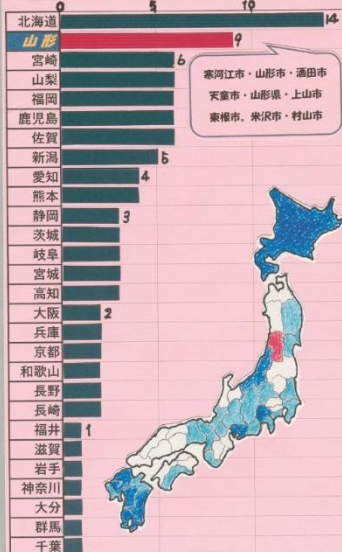 0 5 10
北海道 14
山形 9
宮崎 6
山梨
福岡
鹿児島
佐賀
新潟 5
愛知 4
熊本
静岡 3
茨城
岐阜
宮城
高知
大阪 2
兵庫
京都
和歌山
長野
長崎
福井 1
滋賀
岩手
神奈川
大分
群馬
千葉
寒河江市・山形市・酒田市
天童市・山形県・上山市
東根市、米沢市・村山市